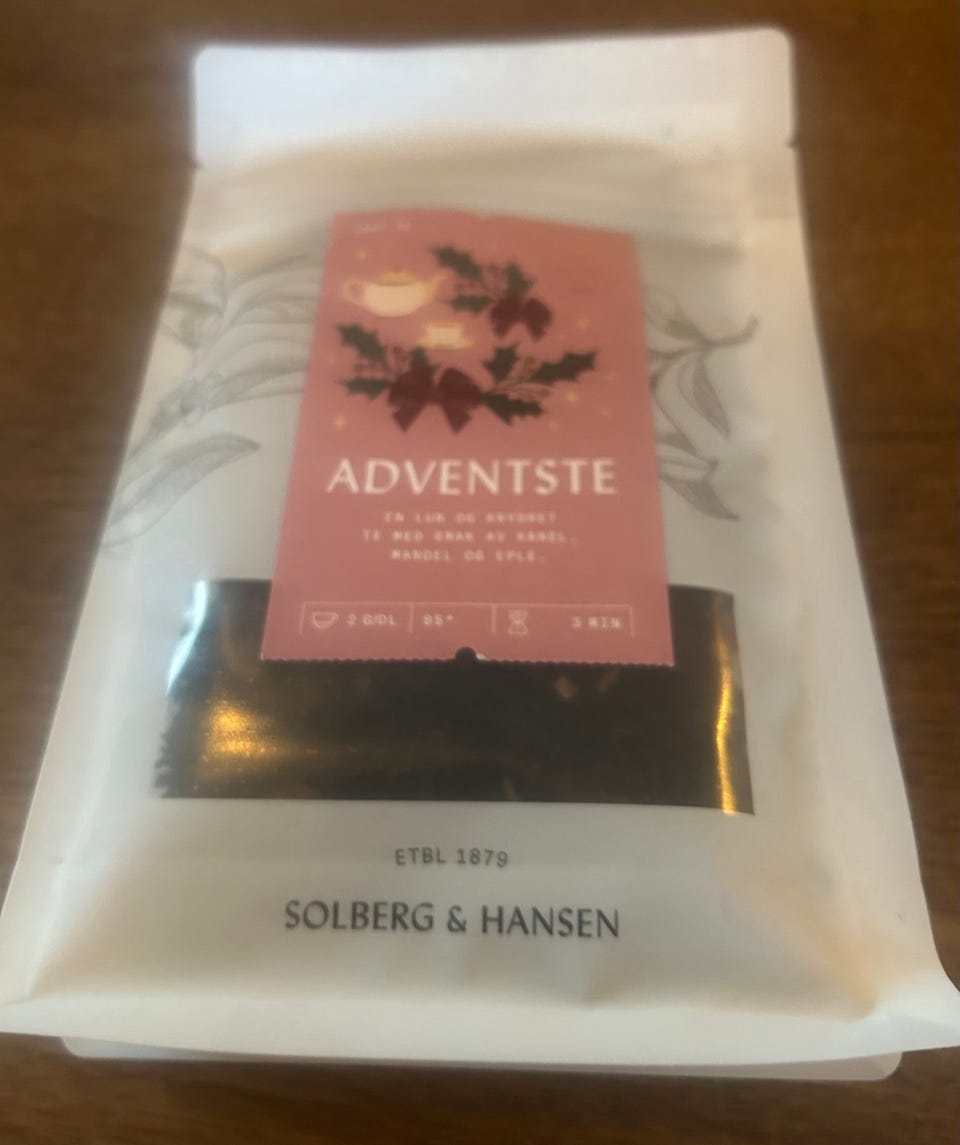 ADVENTSTE
EN LUN OG KRYDRET
TE MED SMAK AV KANEL,
MANDEL OG EPLE.
2 G/DL 95° 3 MIN
ETBL 1879
SOLBERG & HANSEN